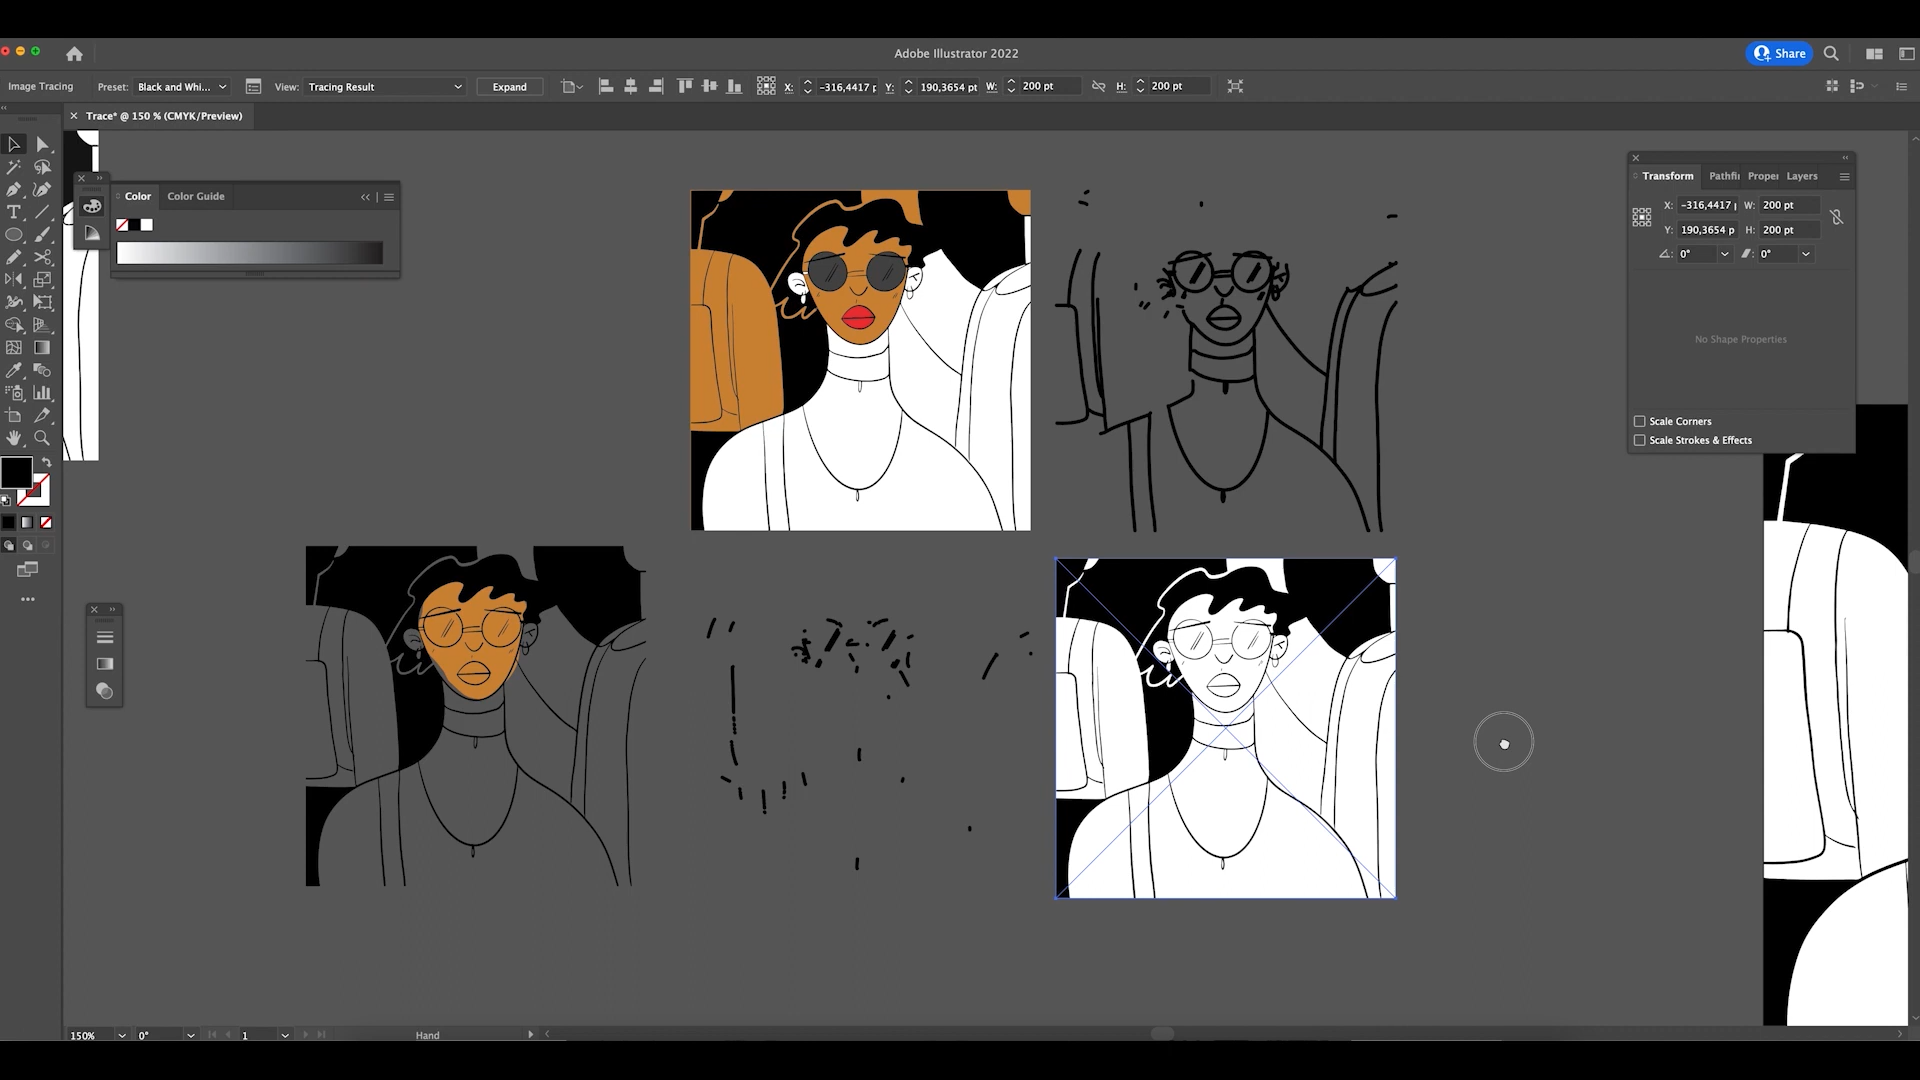 Adobe Illustrator 2022
Share
Image Tracing
Preset: Black and Whi...
View: Tracing Result
Expand
X: -316,4417 p
Y: 190,3654 pt
W: 200 pt
H: 200 pt
Trace* @ 150 % (CMYK/Preview)
Color
Color Guide
Transform
Pathfi
Proper
Layers
X: -316,4417 p
W: 200 pt
Y: 190,3654 p
H: 200 pt
0°
0°
No Shape Properties
Scale Corners
Scale Strokes & Effects
150%
0°
1
Hand